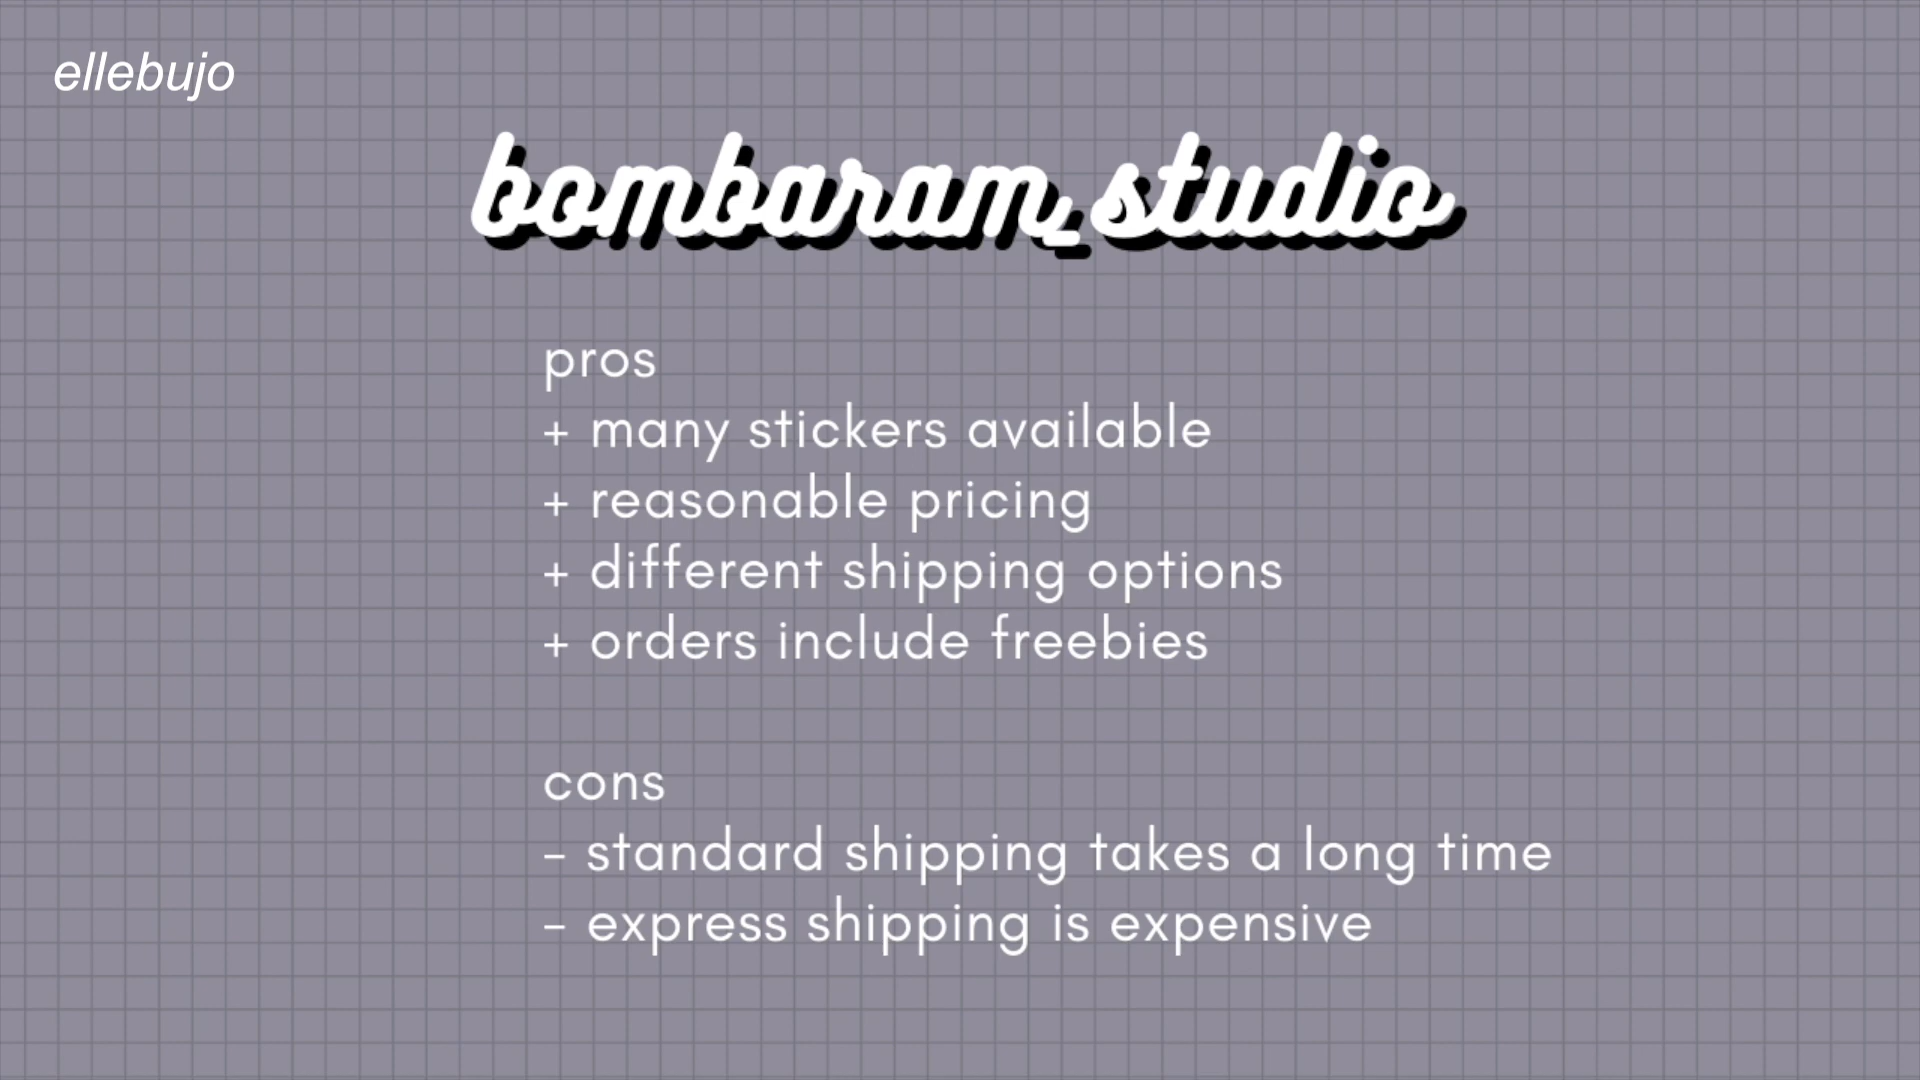 ellebujo
bombaram_studio
pros
+ many stickers available
+ reasonable pricing
+ different shipping options
+ orders include freebies
cons
- standard shipping takes a long time
- express shipping is expensive